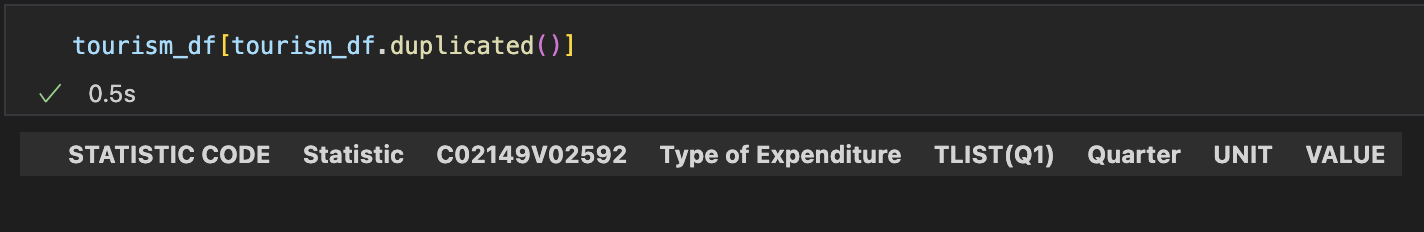 tourism_df[tourism_df.duplicated()]
0.5s
STATISTIC CODE Statistic C02149V02592 Type of Expenditure TLIST(Q1) Quarter UNIT VALUE